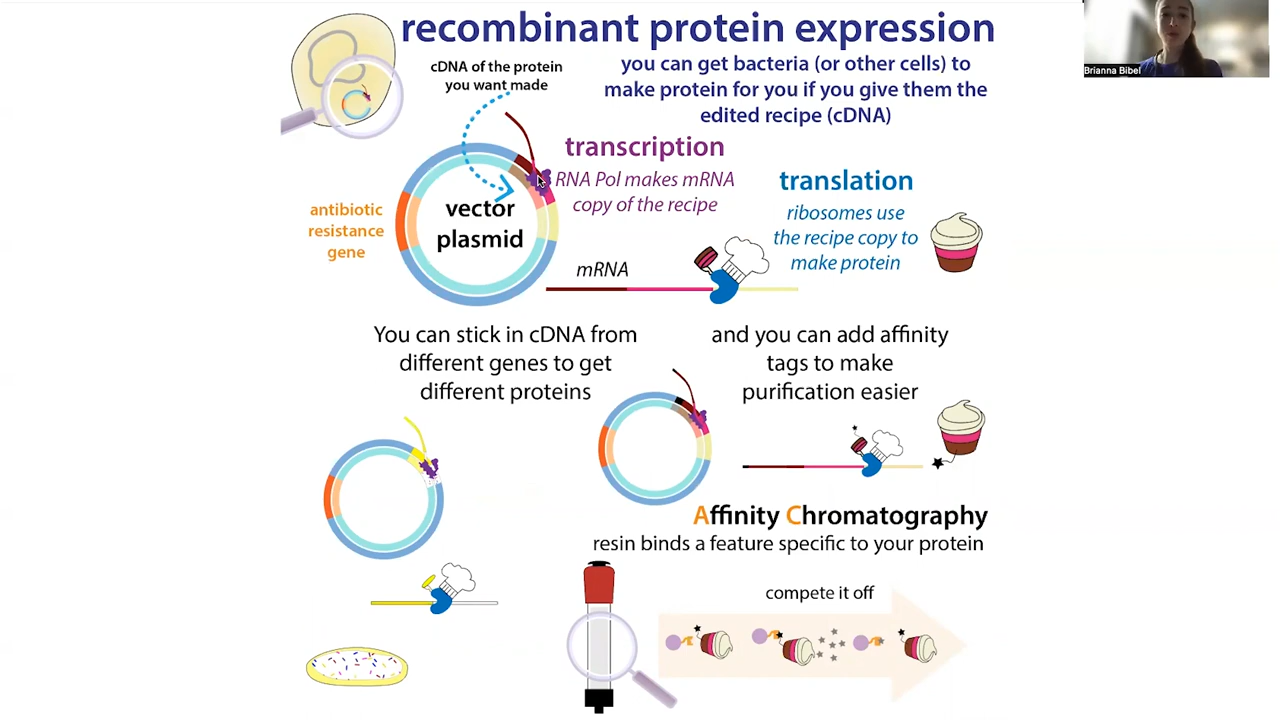 recombinant protein expression
cDNA of the protein
you want made
you can get bacteria (or other cells) to
make protein for you if you give them the
edited recipe (cDNA)
Brianna Bibel
transcription
RNA Pol makes mRNA
copy of the recipe
translation
ribosomes use
the recipe copy to
make protein
antibiotic
resistance
gene
vector
plasmid
mRNA
You can stick in cDNA from
different genes to get
different proteins
and you can add affinity
tags to make
purification easier
Affinity Chromatography
resin binds a feature specific to your protein
compete it off